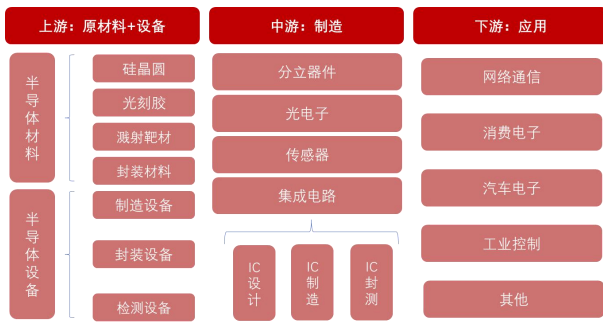 上游：原材料+设备
半导体材料
硅晶圆
光刻胶
溅射靶材
封装材料
半导体设备
制造设备
封装设备
检测设备
中游：制造
分立器件
光电子
传感器
集成电路
IC设计
IC制造
IC封测
下游：应用
网络通信
消费电子
汽车电子
工业控制
其他